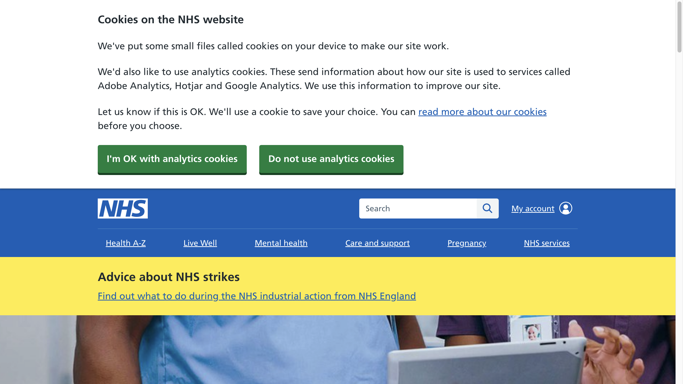 Cookies on the NHS website
We've put some small files called cookies on your device to make our site work.
We'd also like to use analytics cookies. These send information about how our site is used to services called
Adobe Analytics, Hotjar and Google Analytics. We use this information to improve our site.
Let us know if this is OK. We'll use a cookie to save your choice. You can read more about our cookies
before you choose.
I'm OK with analytics cookies
Do not use analytics cookies
NHS
Search
My account
Health A-Z
Live Well
Mental health
Care and support
Pregnancy
NHS services
Advice about NHS strikes
Find out what to do during the NHS industrial action from NHS England